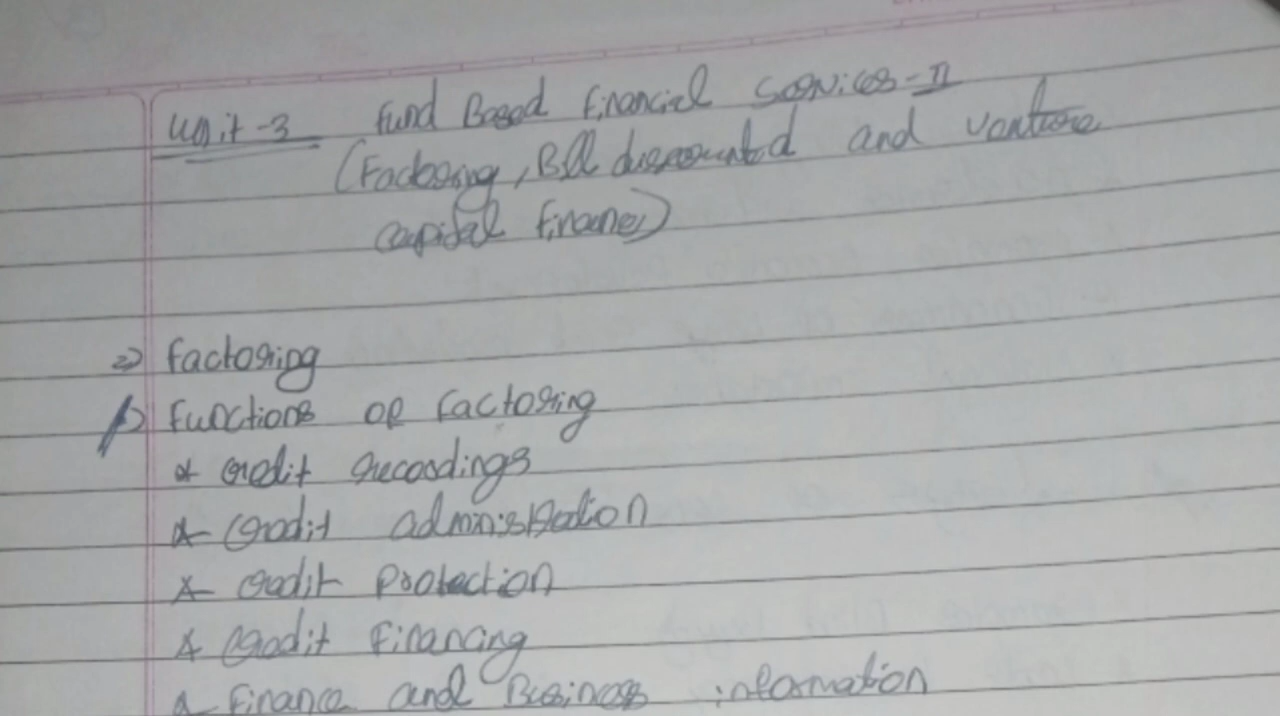 Unit-3 Fund Based Financial Services-II
(Factoring, Bill discounted and venture
capital finance)
=> factoring
1) functions of factoring
* credit recordings
* credit administration
* credit protection
* credit financing
* finance and Business information